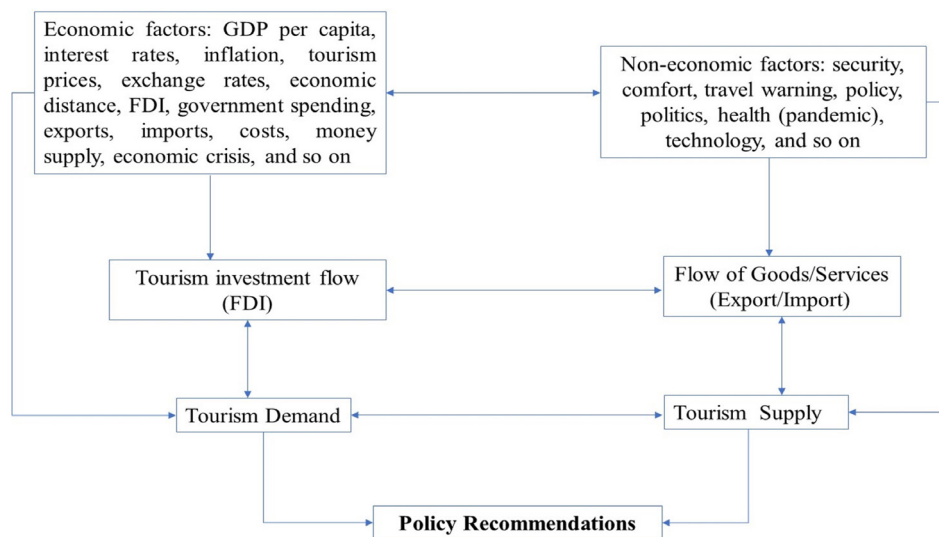 Economic factors: GDP per capita,
interest rates, inflation, tourism
prices, exchange rates, economic
distance, FDI, government spending,
exports, imports, costs, money
supply, economic crisis, and so on
Non-economic factors: security,
comfort, travel warning, policy,
politics, health (pandemic),
technology, and so on
Tourism investment flow
(FDI)
Flow of Goods/Services
(Export/Import)
Tourism Demand
Tourism Supply
Policy Recommendations